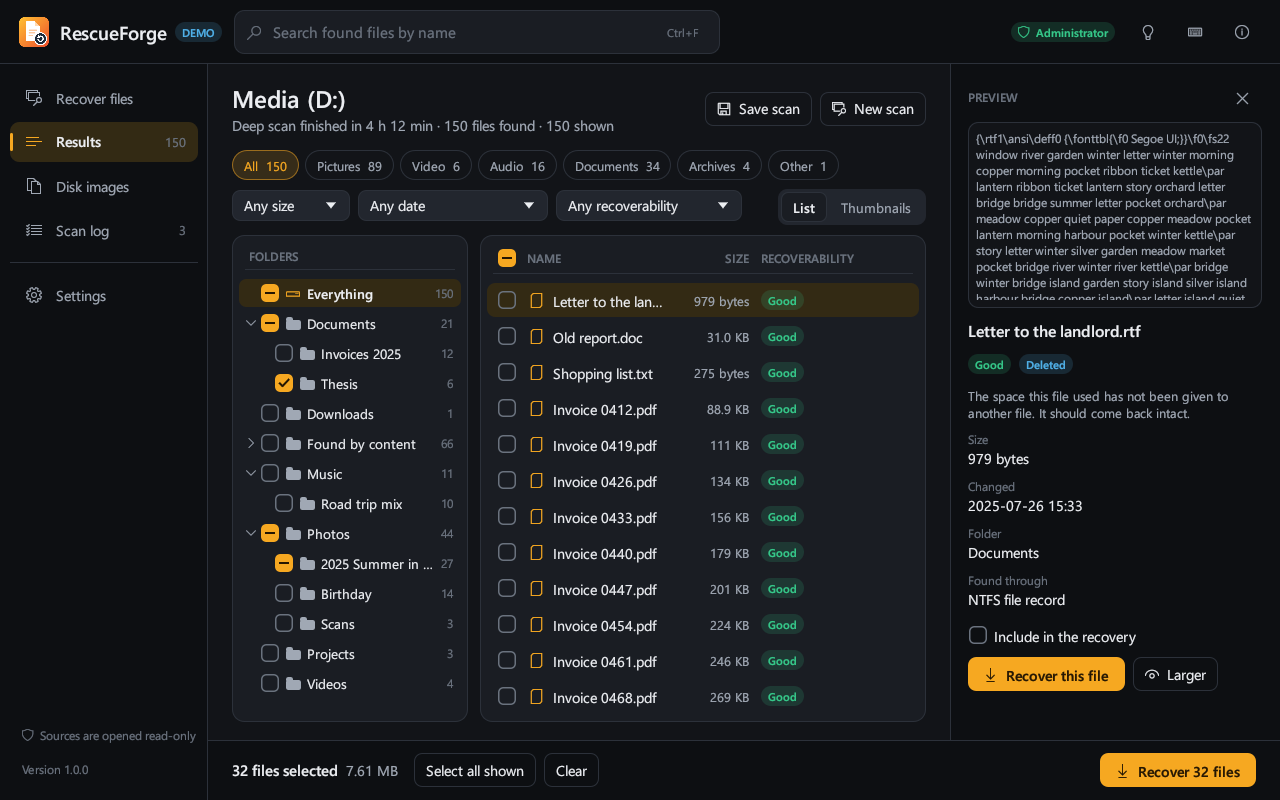 RescueForge DEMO
Search found files by name Ctrl+F
Administrator
Recover files
Results 150
Disk images
Scan log 3
Settings
Sources are opened read-only
Version 1.0.0
Media (D:)
Deep scan finished in 4 h 12 min · 150 files found · 150 shown
Save scan
New scan
All 150
Pictures 89
Video 6
Audio 16
Documents 34
Archives 4
Other 1
Any size
Any date
Any recoverability
List
Thumbnails
FOLDERS
Everything 150
Documents 21
Invoices 2025 12
Thesis 6
Downloads 1
Found by content 66
Music 11
Road trip mix 10
Photos 44
2025 Summer in ... 27
Birthday 14
Scans 3
Projects 3
Videos 4
NAME SIZE RECOVERABILITY
Letter to the lan... 979 bytes Good
Old report.doc 31.0 KB Good
Shopping list.txt 275 bytes Good
Invoice 0412.pdf 88.9 KB Good
Invoice 0419.pdf 111 KB Good
Invoice 0426.pdf 134 KB Good
Invoice 0433.pdf 156 KB Good
Invoice 0440.pdf 179 KB Good
Invoice 0447.pdf 201 KB Good
Invoice 0454.pdf 224 KB Good
Invoice 0461.pdf 246 KB Good
Invoice 0468.pdf 269 KB Good
PREVIEW
{\rtf1\ansi\deff0 {\fonttbl{\f0 Segoe UI;}}\f0\fs22
window river garden winter letter winter morning
copper morning pocket ribbon ticket kettle\par
lantern ribbon ticket lantern story orchard letter
bridge bridge summer letter pocket orchard\par
meadow copper quiet paper copper meadow pocket
lantern morning harbour pocket winter kettle\par
story letter winter silver garden meadow market
pocket bridge river winter river kettle\par bridge
winter bridge island garden story island silver island
harbour bridge copper island\par letter island quiet
Letter to the landlord.rtf
Good Deleted
The space this file used has not been given to
another file. It should come back intact.
Size
979 bytes
Changed
2025-07-26 15:33
Folder
Documents
Found through
NTFS file record
Include in the recovery
Recover this file
Larger
32 files selected 7.61 MB
Select all shown
Clear
Recover 32 files